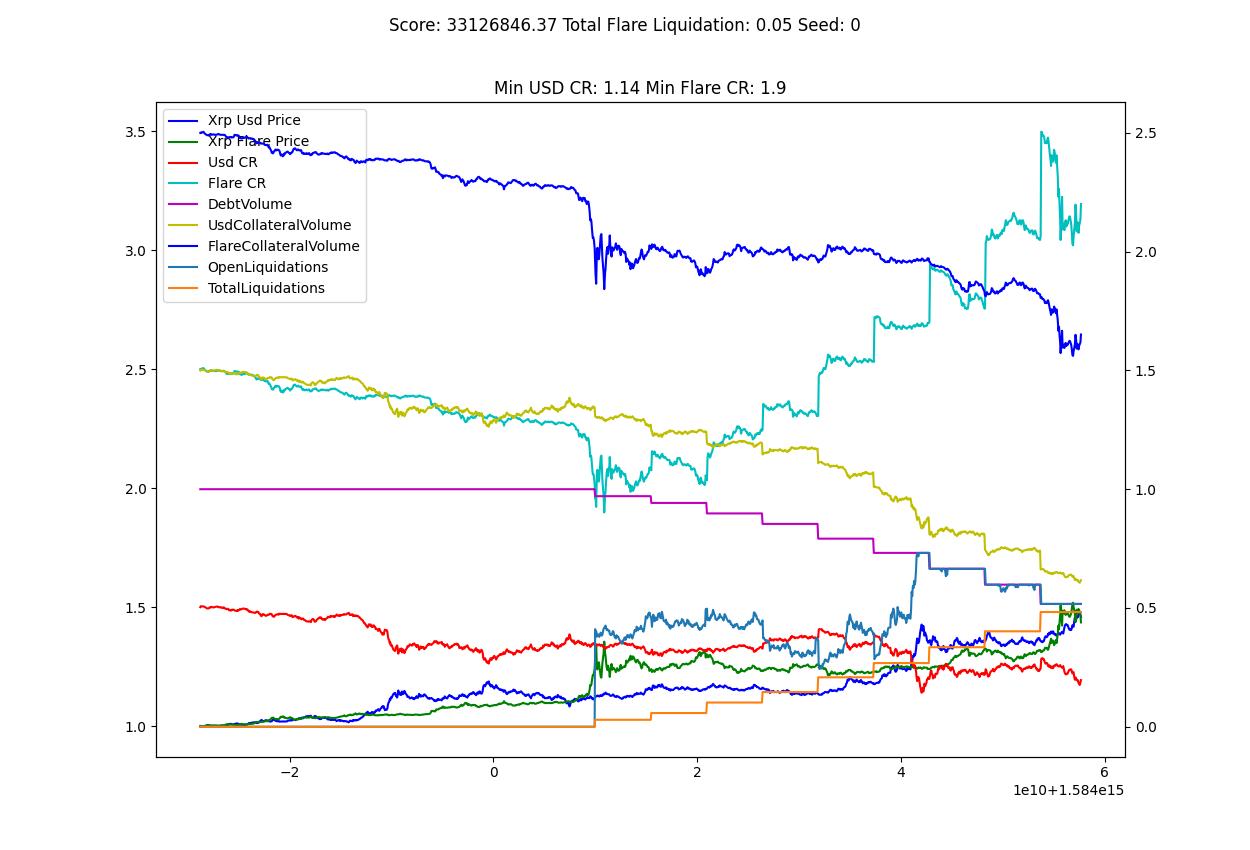 Score: 33126846.37 Total Flare Liquidation: 0.05 Seed: 0
Min USD CR: 1.14 Min Flare CR: 1.9
Xrp Usd Price
Xrp Flare Price
Usd CR
Flare CR
DebtVolume
UsdCollateralVolume
FlareCollateralVolume
OpenLiquidations
TotalLiquidations
3.5
3.0
2.5
2.0
1.5
1.0
2.5
2.0
1.5
1.0
0.5
0.0
−2 0 2 4 6
1e10+1.584e15